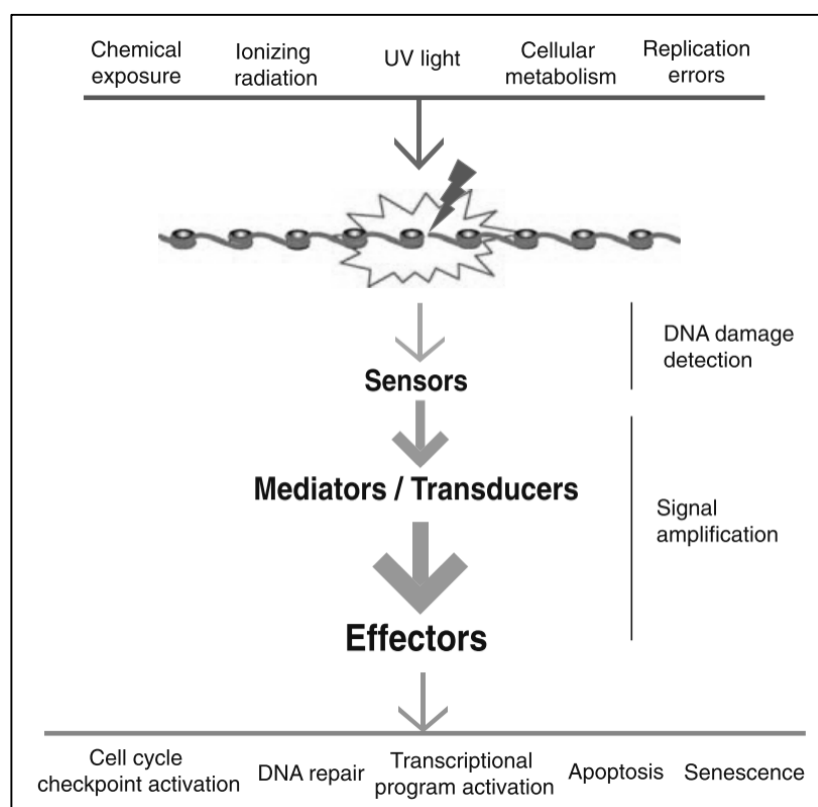 Chemical
exposure
Ionizing
radiation
UV light
Cellular
metabolism
Replication
errors
DNA damage
detection
Sensors
Mediators / Transducers
Signal
amplification
Effectors
Cell cycle
checkpoint activation
DNA repair
Transcriptional
program activation
Apoptosis
Senescence